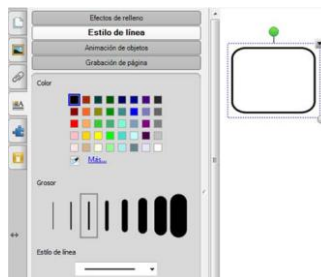 Efectos de relleno
Estilo de línea
Animación de objetos
Grabación de página
Color
Más...
Grosor
Estilo de línea